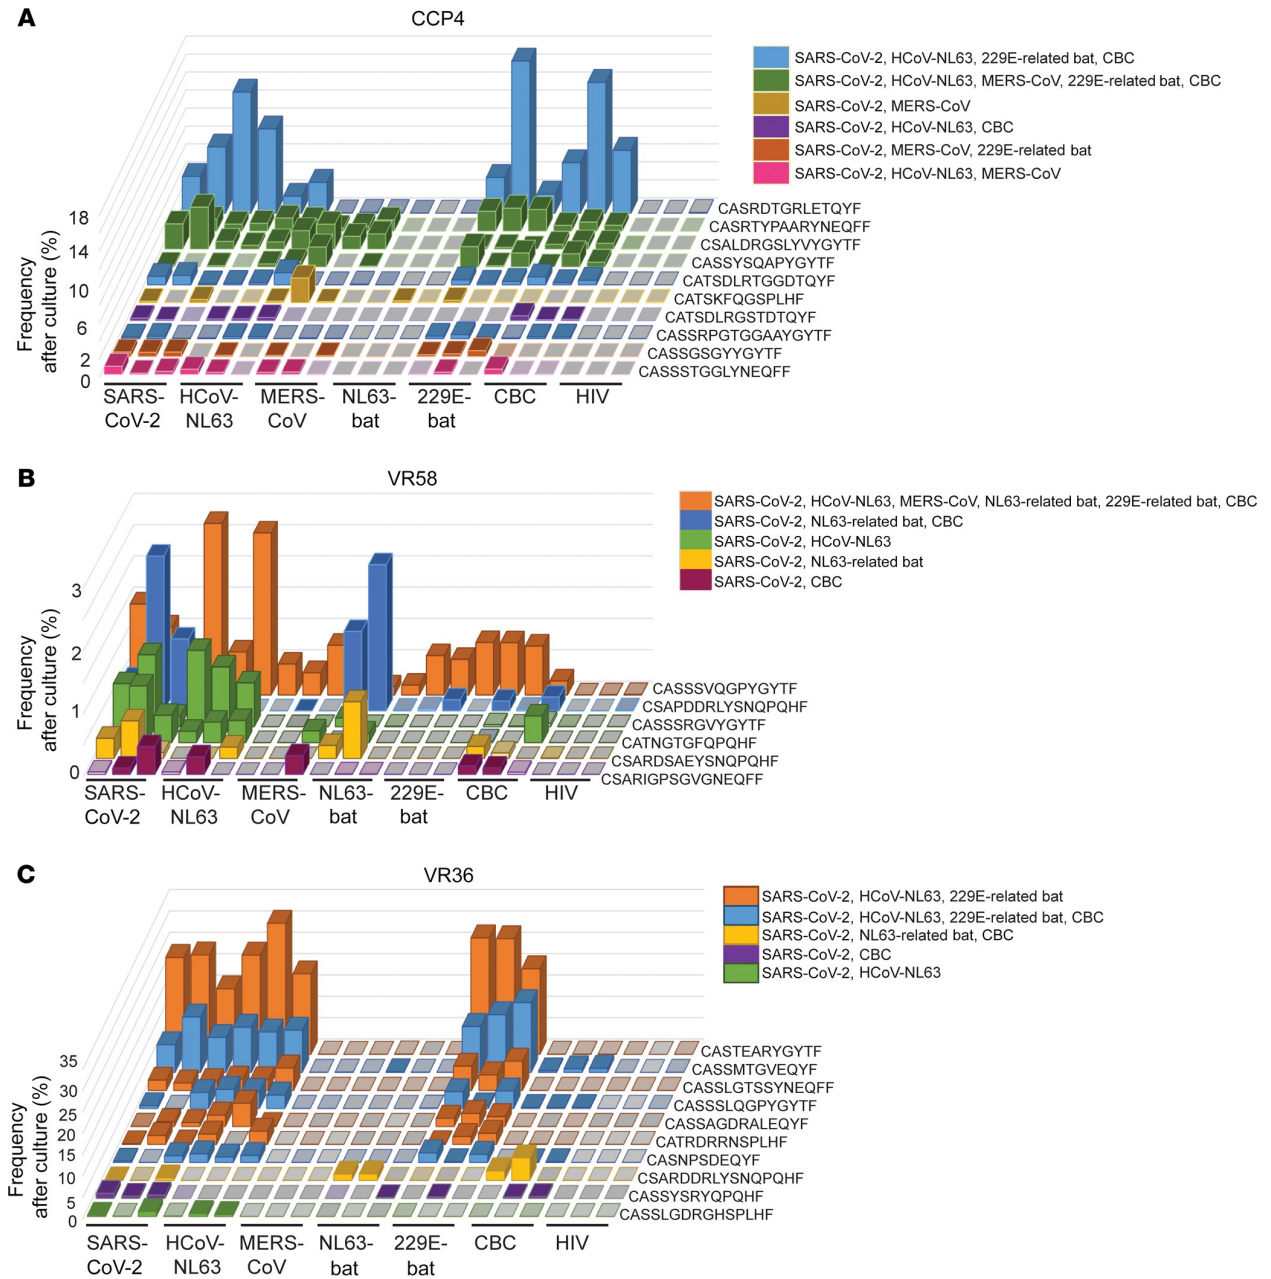 A
CCP4
SARS-CoV-2, HCoV-NL63, 229E-related bat, CBC
SARS-CoV-2, HCoV-NL63, MERS-CoV, 229E-related bat, CBC
SARS-CoV-2, MERS-CoV
SARS-CoV-2, HCoV-NL63, CBC
SARS-CoV-2, MERS-CoV, 229E-related bat
SARS-CoV-2, HCoV-NL63, MERS-CoV
Frequency
after culture (%)
18
14
10
6
2
0
CASRDTGRLETQYF
CASRTYPAARYNEQFF
CSALDRGSLYVYGYTF
CASSYSQAPYGYTF
CATSDLRTGGDTQYF
CATSKFQGSPLHF
CATSDLRGSTDTQYF
CASSRPGTGGAAYGYTF
CASSGSGYYGYTF
CASSSTGGLYNEQFF
SARS-
CoV-2
HCoV-
NL63
MERS-
CoV
NL63-
bat
229E-
bat
CBC
HIV
B
VR58
SARS-CoV-2, HCoV-NL63, MERS-CoV, NL63-related bat, 229E-related bat, CBC
SARS-CoV-2, NL63-related bat, CBC
SARS-CoV-2, HCoV-NL63
SARS-CoV-2, NL63-related bat
SARS-CoV-2, CBC
Frequency
after culture (%)
3
2
1
0
CASSSVQGPYGYTF
CSAPDDRLYSNQPQHF
CASSSRGVYGYTF
CATNGTGFQPQHF
CSARDSAEYSNQPQHF
CSARIGPSGVGNEQFF
SARS-
CoV-2
HCoV-
NL63
MERS-
CoV
NL63-
bat
229E-
bat
CBC
HIV
C
VR36
SARS-CoV-2, HCoV-NL63, 229E-related bat
SARS-CoV-2, HCoV-NL63, 229E-related bat, CBC
SARS-CoV-2, NL63-related bat, CBC
SARS-CoV-2, CBC
SARS-CoV-2, HCoV-NL63
Frequency
after culture (%)
35
30
25
20
15
10
5
0
CASTEARYGYTF
CASSMTGVEQYF
CASSLGTSSYNEQFF
CASSSLQGPYGYTF
CASSAGDRALEQYF
CATRDRRNSPLHF
CASNPSDEQYF
CSARDDRLYSNQPQHF
CASSYSRYQPQHF
CASSLGDRGHSPLHF
SARS-
CoV-2
HCoV-
NL63
MERS-
CoV
NL63-
bat
229E-
bat
CBC
HIV